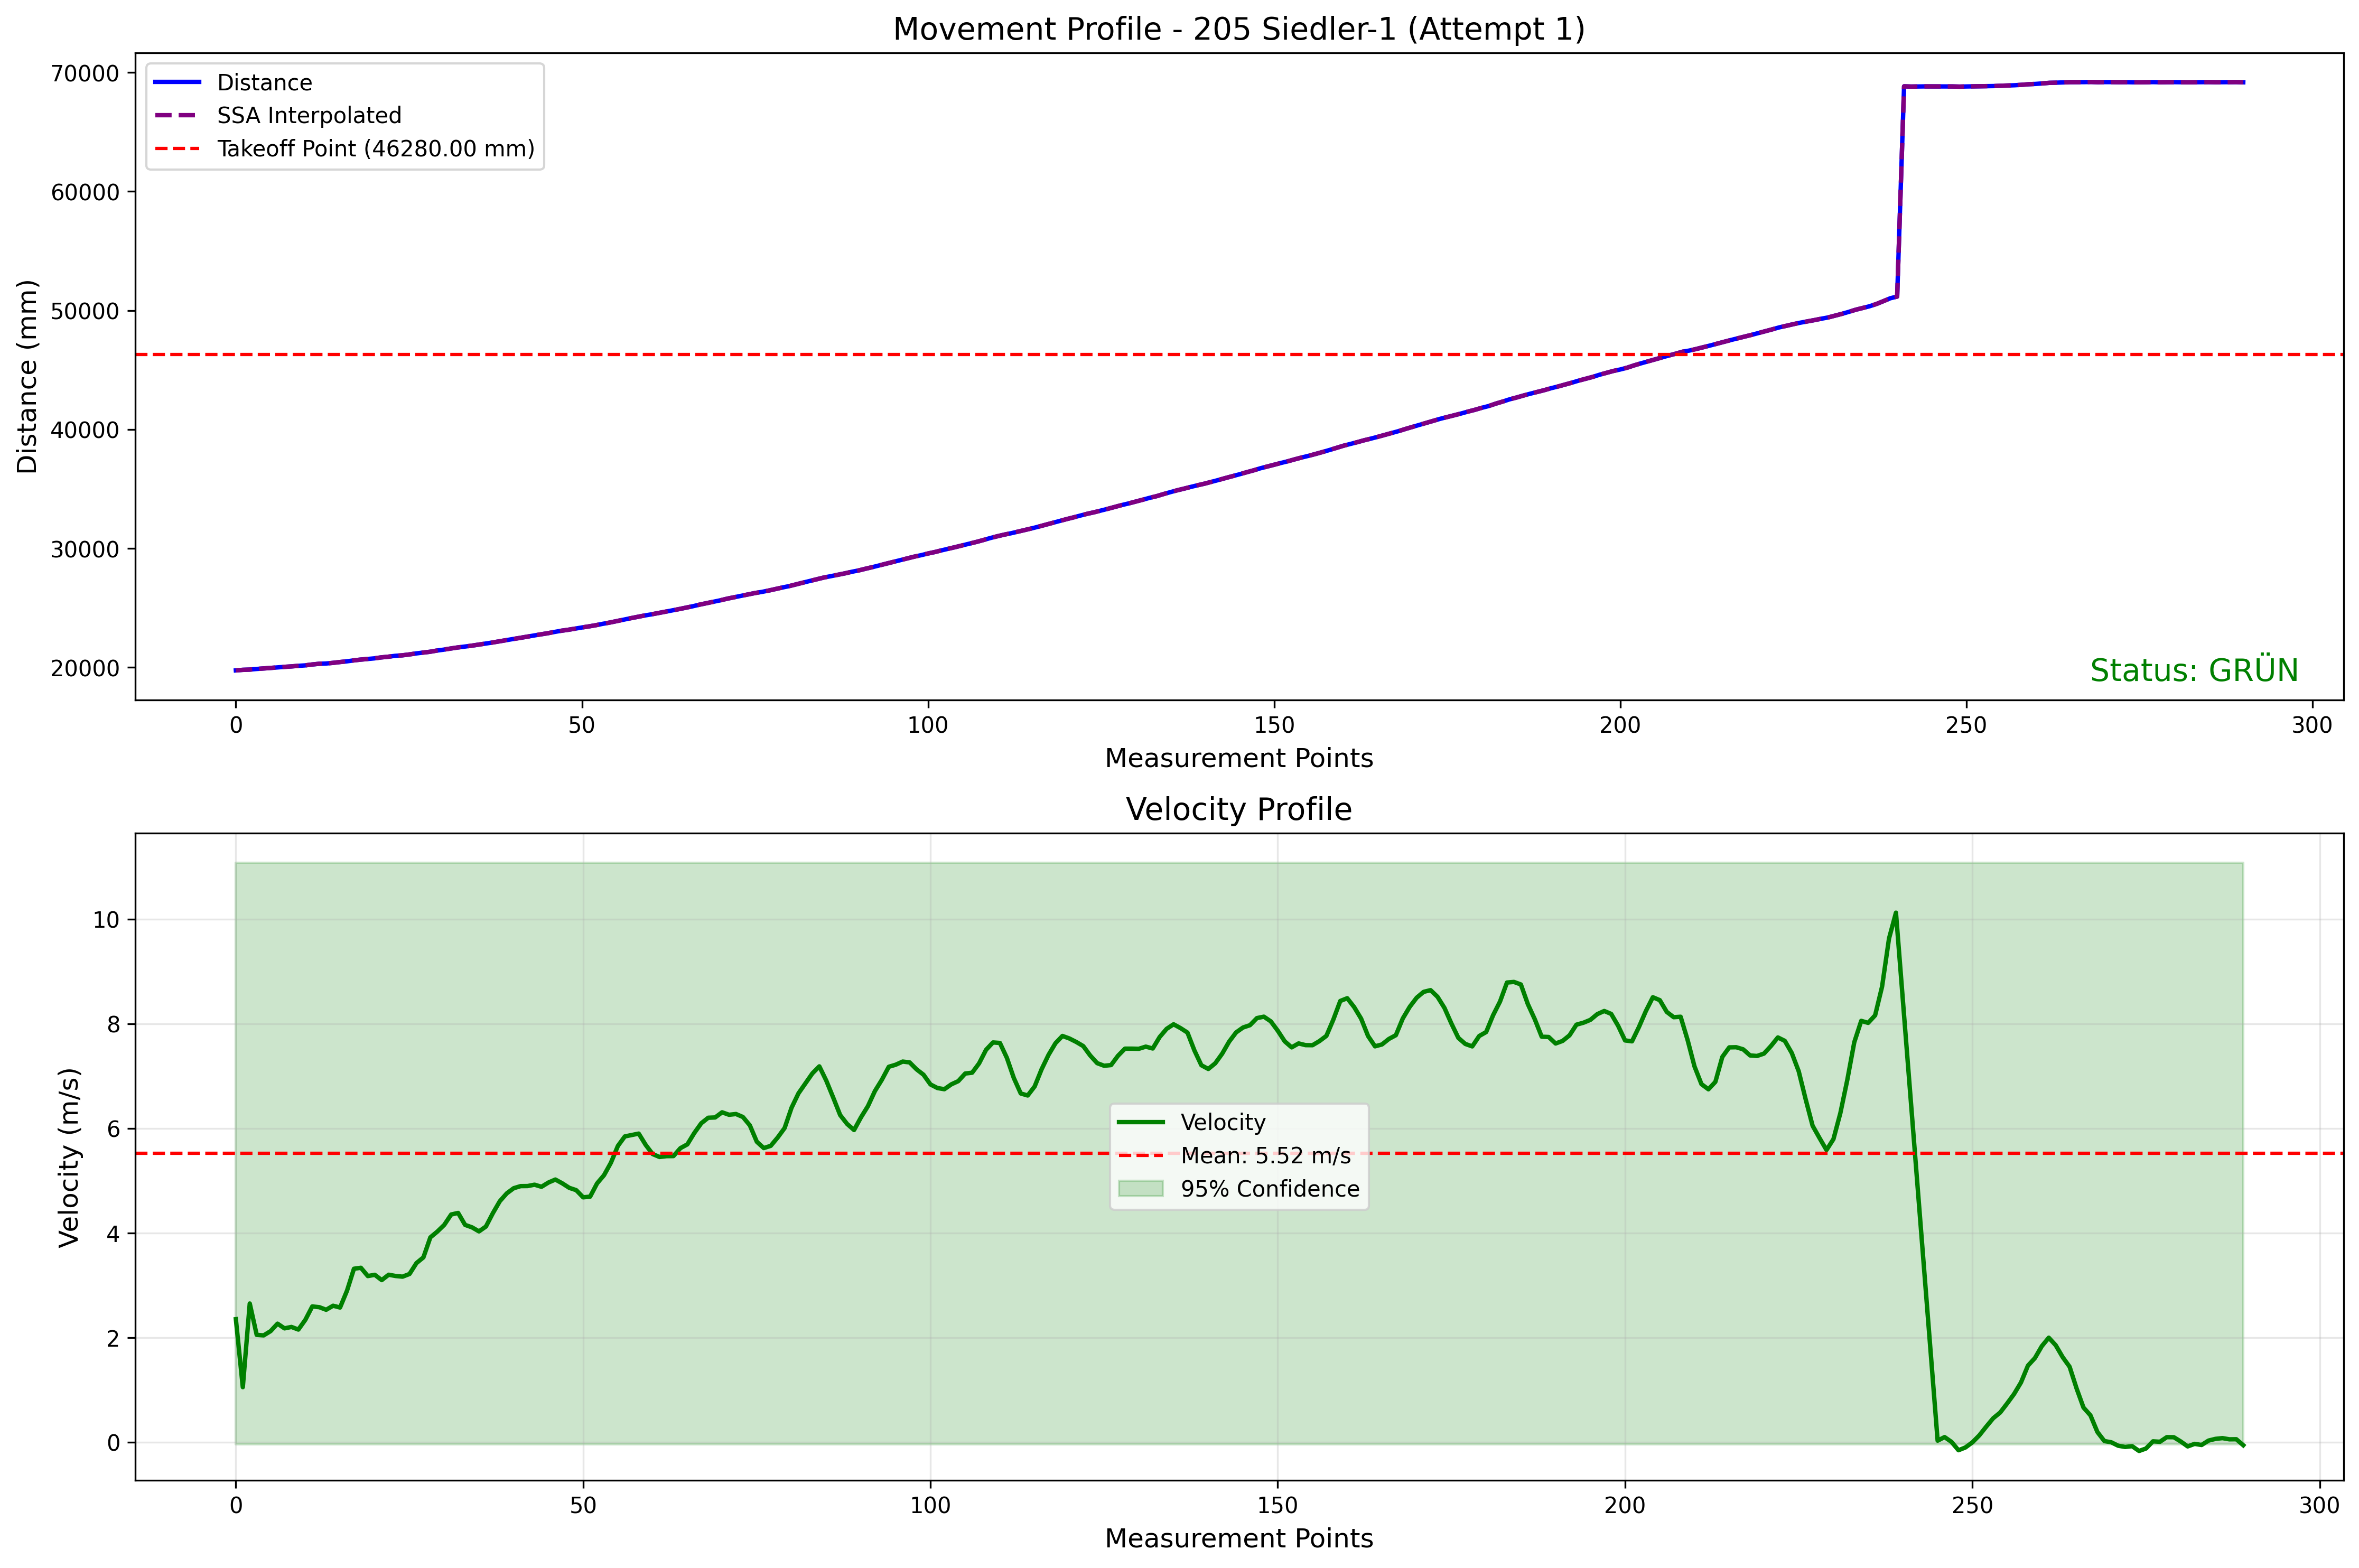 Movement Profile - 205 Siedler-1 (Attempt 1)
Distance (mm)
70000
60000
50000
40000
30000
20000
Distance
SSA Interpolated
Takeoff Point (46280.00 mm)
Status: GRÜN
0 50 100 150 200 250 300
Measurement Points
Velocity Profile
Velocity (m/s)
10
8
6
4
2
0
Velocity
Mean: 5.52 m/s
95% Confidence
0 50 100 150 200 250 300
Measurement Points